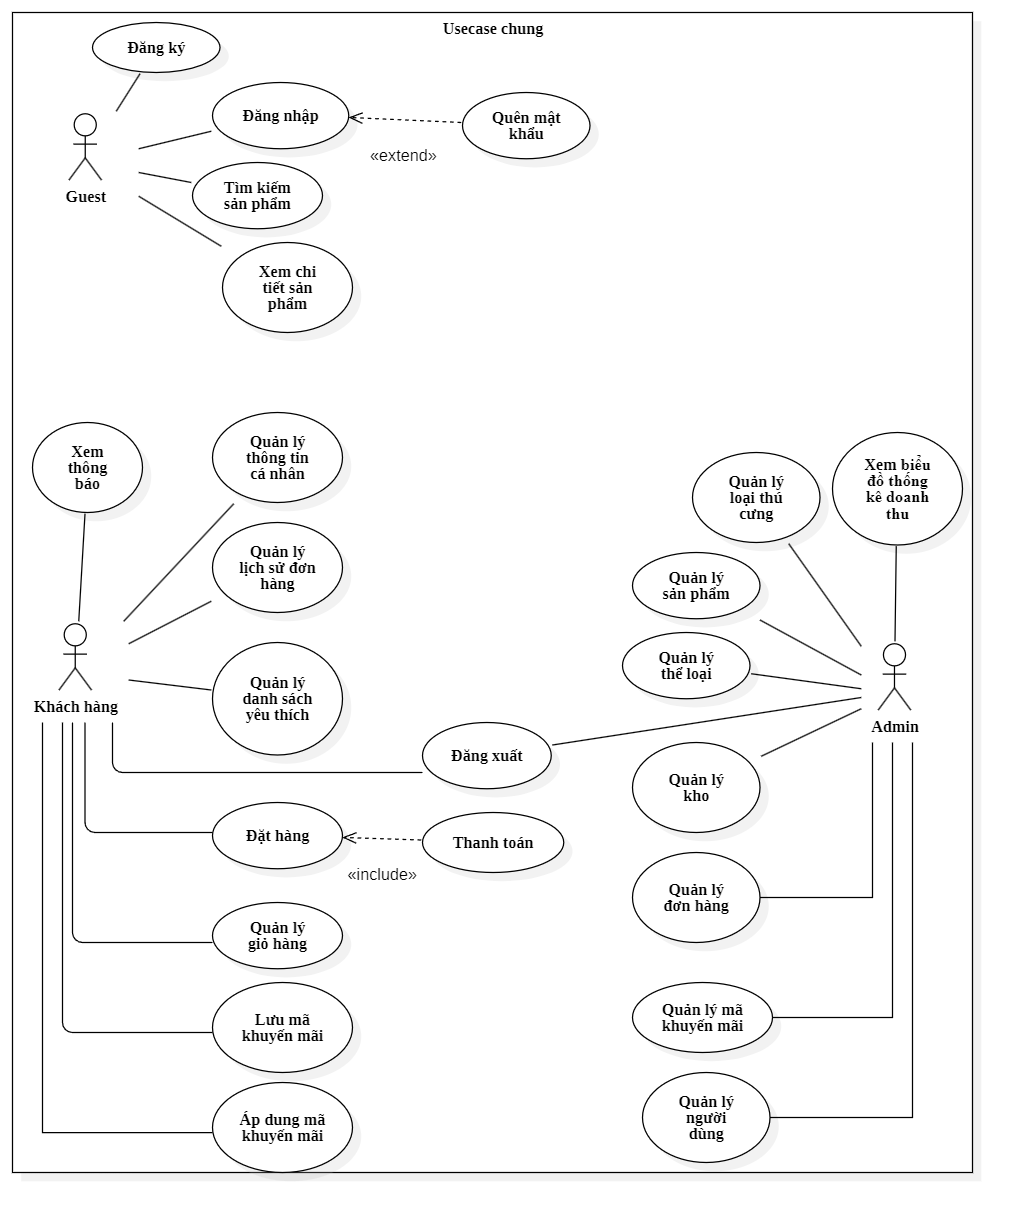 Usecase chung
Đăng ký
Đăng nhập
Quên mật
khẩu
«extend»
Tìm kiếm
sản phẩm
Guest
Xem chi
tiết sản
phẩm
Xem
thông
báo
Quản lý
thông tin
cá nhân
Quản lý
lịch sử đơn
hàng
Quản lý
danh sách
yêu thích
Khách hàng
Quản lý
loại thú
cưng
Xem biểu
đồ thống
kê doanh
thu
Quản lý
sản phẩm
Quản lý
thể loại
Admin
Đăng xuất
Quản lý
kho
Đặt hàng
Thanh toán
«include»
Quản lý
đơn hàng
Quản lý
giỏ hàng
Lưu mã
khuyến mãi
Quản lý mã
khuyến mãi
Áp dung mã
khuyến mãi
Quản lý
người
dùng